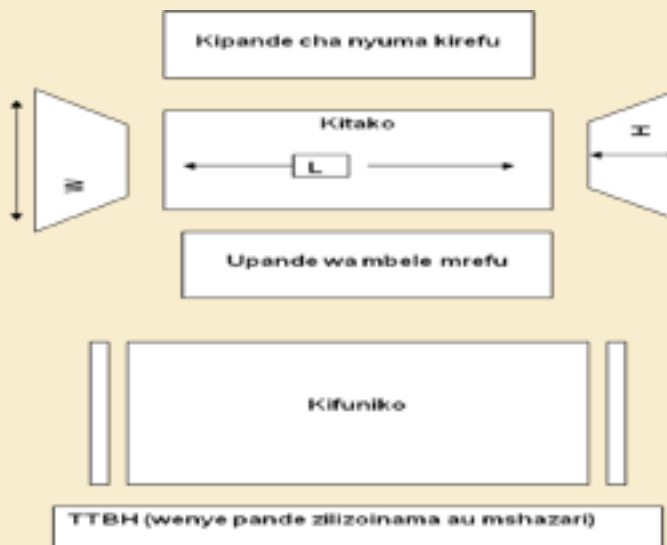 Kipande cha nyuma kirefu
Kitako
H
W
L
Upande wa mbele mrefu
Kifuniko
TTBH (wenye pande zilizoinama au mshazari)